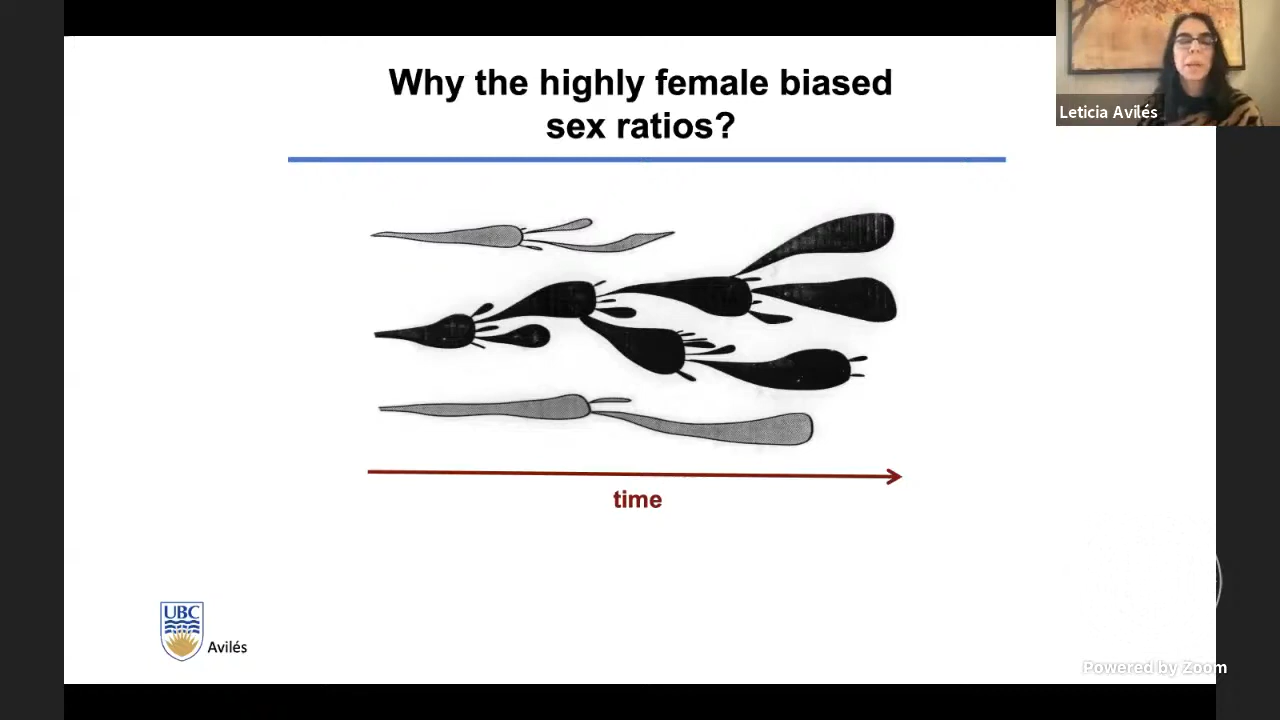 Why the highly female biased
sex ratios?
Leticia Avilés
time
UBC
Avilés
Powered by Zoom